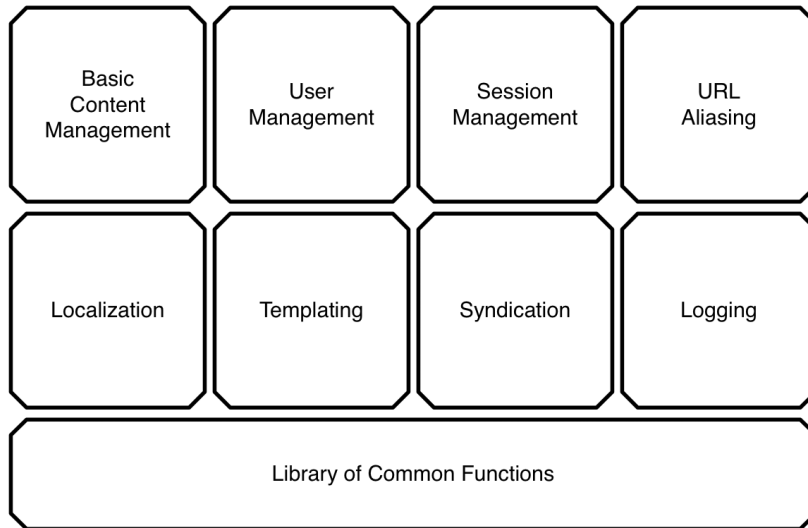 Basic
Content
Management
User
Management
Session
Management
URL
Aliasing
Localization
Templating
Syndication
Logging
Library of Common Functions